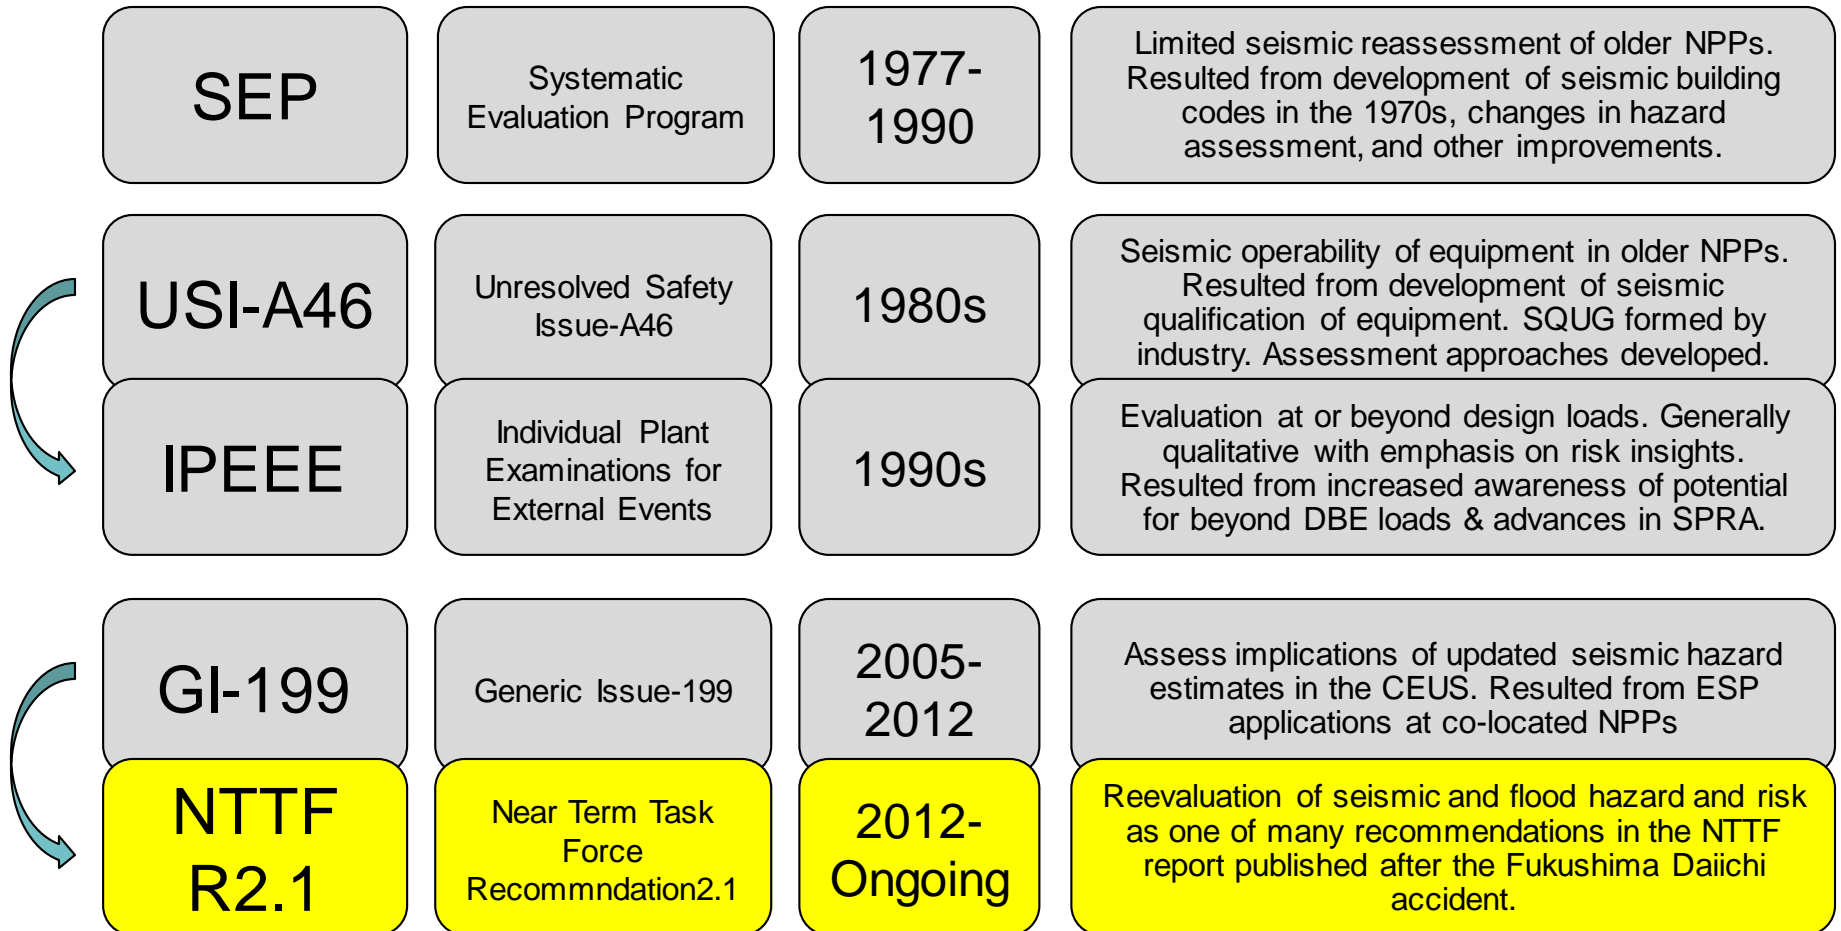 SEP
Systematic
Evaluation Program
1977-
1990
Limited seismic reassessment of older NPPs.
Resulted from development of seismic building
codes in the 1970s, changes in hazard
assessment, and other improvements.
USI-A46
Unresolved Safety
Issue-A46
1980s
Seismic operability of equipment in older NPPs.
Resulted from development of seismic
qualification of equipment. SQUG formed by
industry. Assessment approaches developed.
IPEEE
Individual Plant
Examinations for
External Events
1990s
Evaluation at or beyond design loads. Generally
qualitative with emphasis on risk insights.
Resulted from increased awareness of potential
for beyond DBE loads & advances in SPRA.
GI-199
Generic Issue-199
2005-
2012
Assess implications of updated seismic hazard
estimates in the CEUS. Resulted from ESP
applications at co-located NPPs
NTTF
R2.1
Near Term Task
Force
Recommndation2.1
2012-
Ongoing
Reevaluation of seismic and flood hazard and risk
as one of many recommendations in the NTTF
report published after the Fukushima Daiichi
accident.